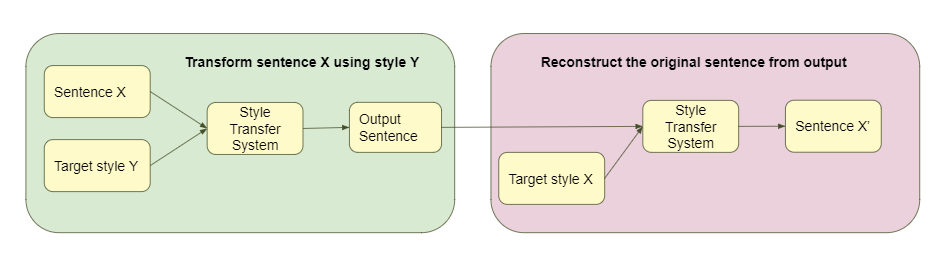 Transform sentence X using style Y
Sentence X
Target style Y
Style
Transfer
System
Output
Sentence
Reconstruct the original sentence from output
Target style X
Style
Transfer
System
Sentence X'